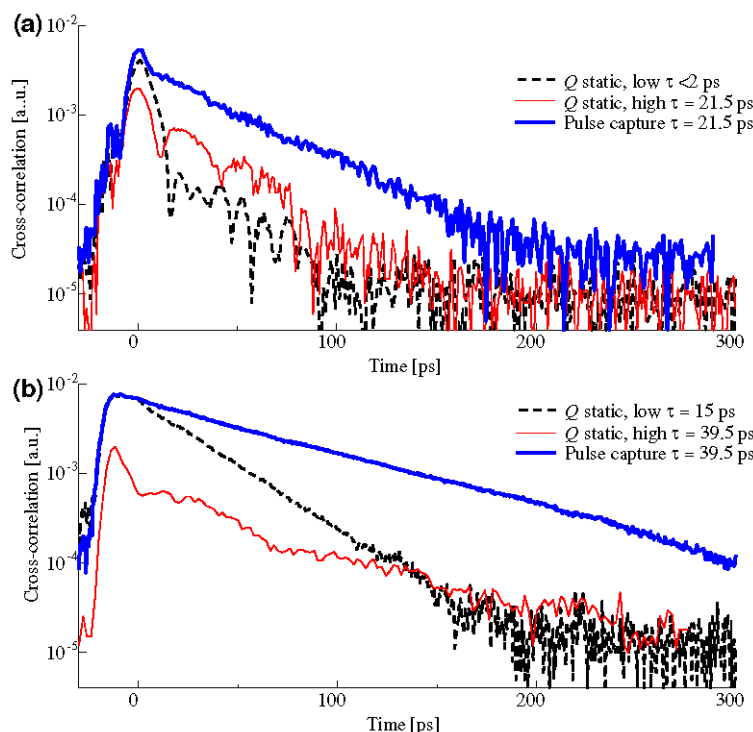 (a)
10-2
10-3
10-4
10-5
Cross-correlation [a..u.]
Q static, low τ <2 ps
Q static, high τ = 21.5 ps
Pulse capture τ = 21.5 ps
0
100
200
300
Time [ps]
(b)
10-2
10-3
10-4
10-5
Cross-correlation [a.u.]
Q static, low τ = 15 ps
Q static, high τ = 39.5 ps
Pulse capture τ = 39.5 ps
0
100
200
300
Time [ps]